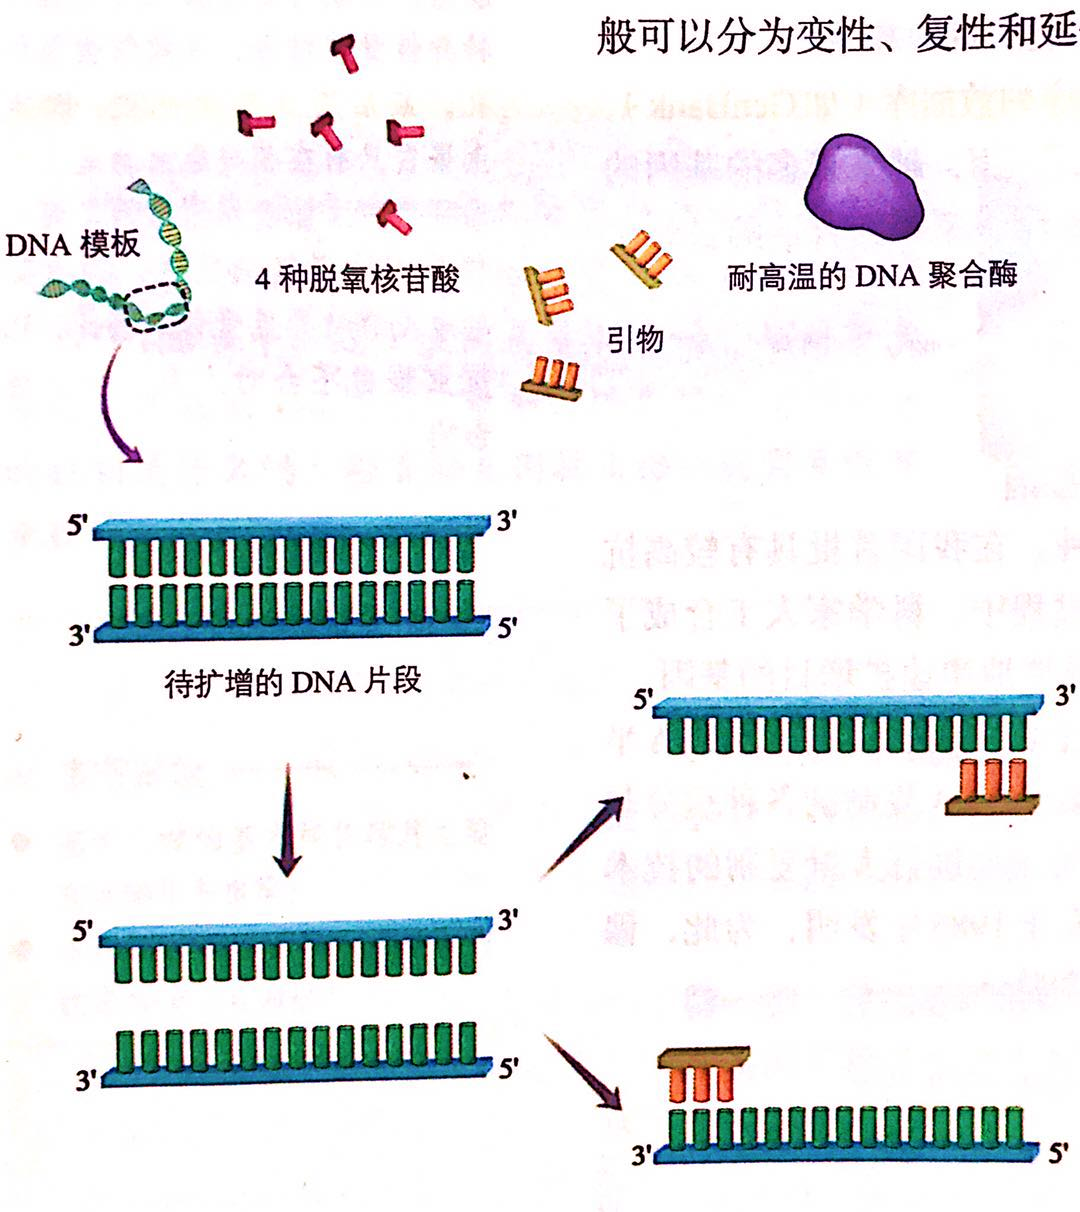 般可以分为变性、复性和延
DNA 模板
4 种脱氧核苷酸
引物
耐高温的 DNA 聚合酶
5' 3'
3' 5'
待扩增的 DNA 片段
5' 3'
5' 3'
3' 5'
3' 5'